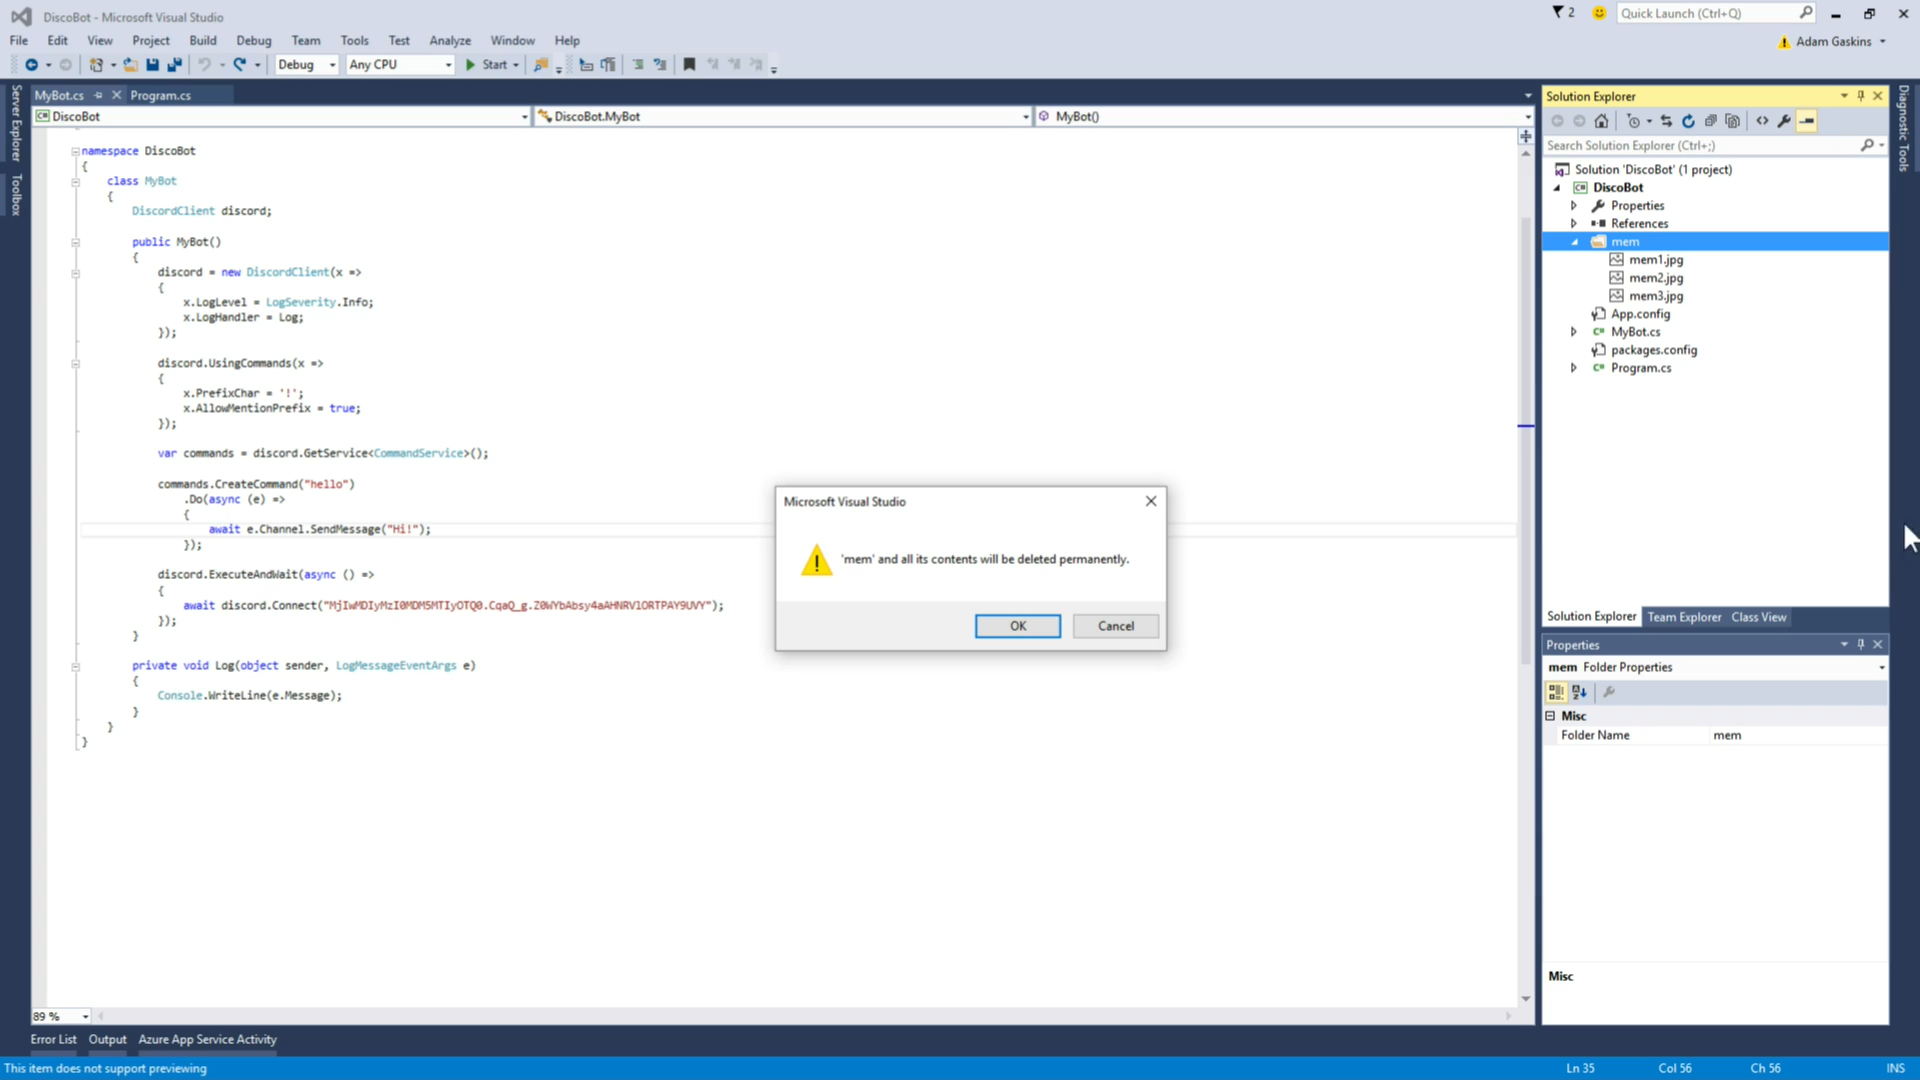 DiscoBot - Microsoft Visual Studio
2
Quick Launch (Ctrl+Q)
File Edit View Project Build Debug Team Tools Test Analyze Window Help
Adam Gaskins
Debug
Any CPU
Start
Server Explorer
Toolbox
MyBot.cs
Program.cs
DiscoBot
DiscoBot.MyBot
MyBot()
namespace DiscoBot
{
class MyBot
{
DiscordClient discord;
public MyBot()
{
discord = new DiscordClient(x =>
{
x.LogLevel = LogSeverity.Info;
x.LogHandler = Log;
});
discord.UsingCommands(x =>
{
x.PrefixChar = '!';
x.AllowMentionPrefix = true;
});
var commands = discord.GetService<CommandService>();
commands.CreateCommand("hello")
.Do(async (e) =>
{
await e.Channel.SendMessage("Hi!");
});
discord.ExecuteAndWait(async () =>
{
await discord.Connect("MjIwMDIyMzI0MDM5MTIyOTQ0.CqaQ_g.Z0WYbAbsy4aAHNRVlORTPAY9UVY");
});
}
private void Log(object sender, LogMessageEventArgs e)
{
Console.WriteLine(e.Message);
}
}
}
Microsoft Visual Studio
'mem' and all its contents will be deleted permanently.
OK
Cancel
Solution Explorer
Search Solution Explorer (Ctrl+;)
Solution 'DiscoBot' (1 project)
DiscoBot
Properties
References
mem
mem1.jpg
mem2.jpg
mem3.jpg
App.config
MyBot.cs
packages.config
Program.cs
Solution Explorer Team Explorer Class View
Properties
mem Folder Properties
Misc
Folder Name mem
Misc
Diagnostic Tools
89 %
Error List Output Azure App Service Activity
This item does not support previewing
Ln 35
Col 56
Ch 56
INS